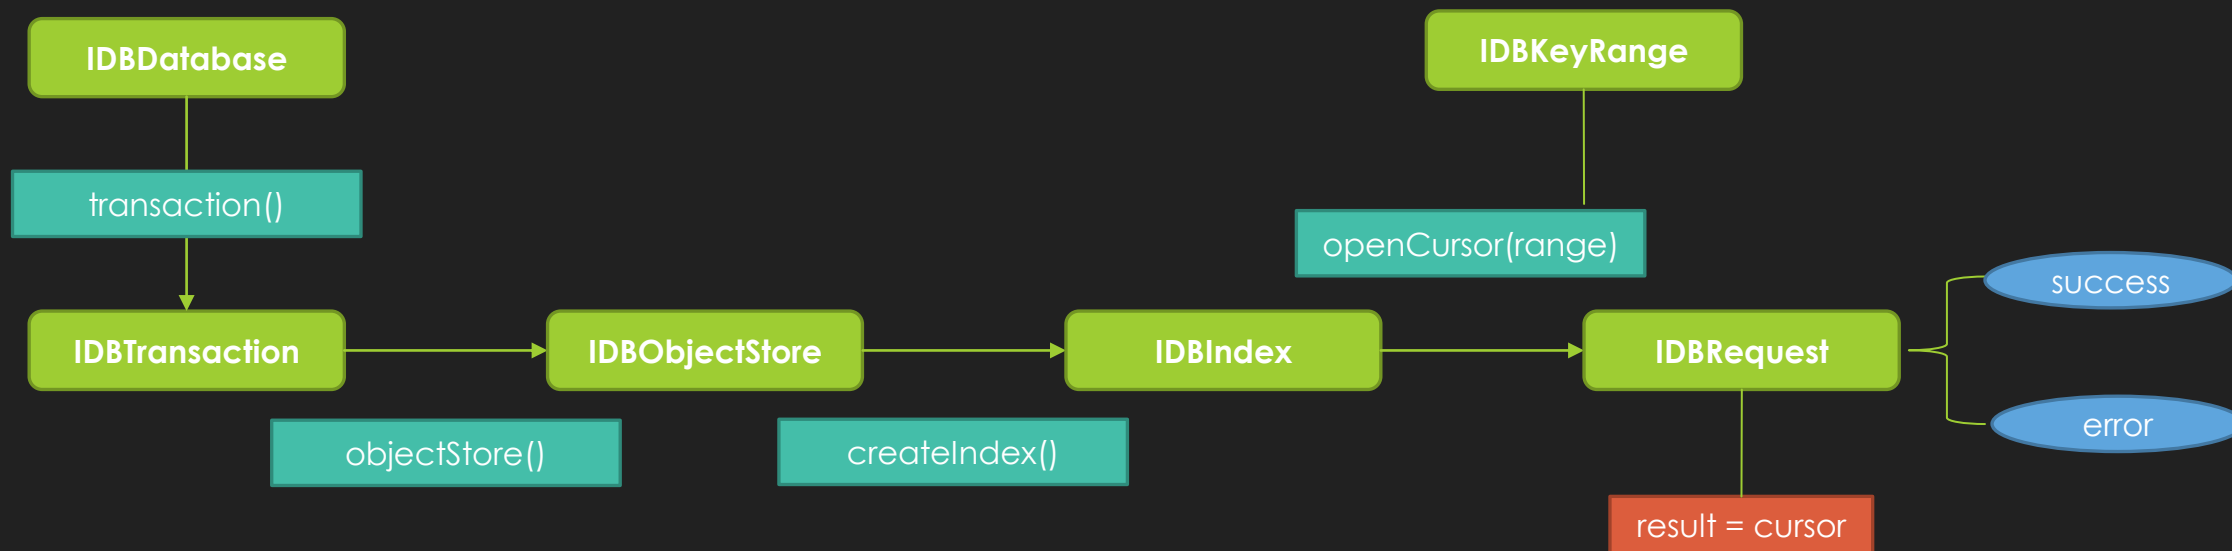 IDBDatabase
IDBKeyRange
transaction()
openCursor(range)
success
IDBTransaction
IDBObjectStore
IDBIndex
IDBRequest
error
objectStore()
createIndex()
result = cursor